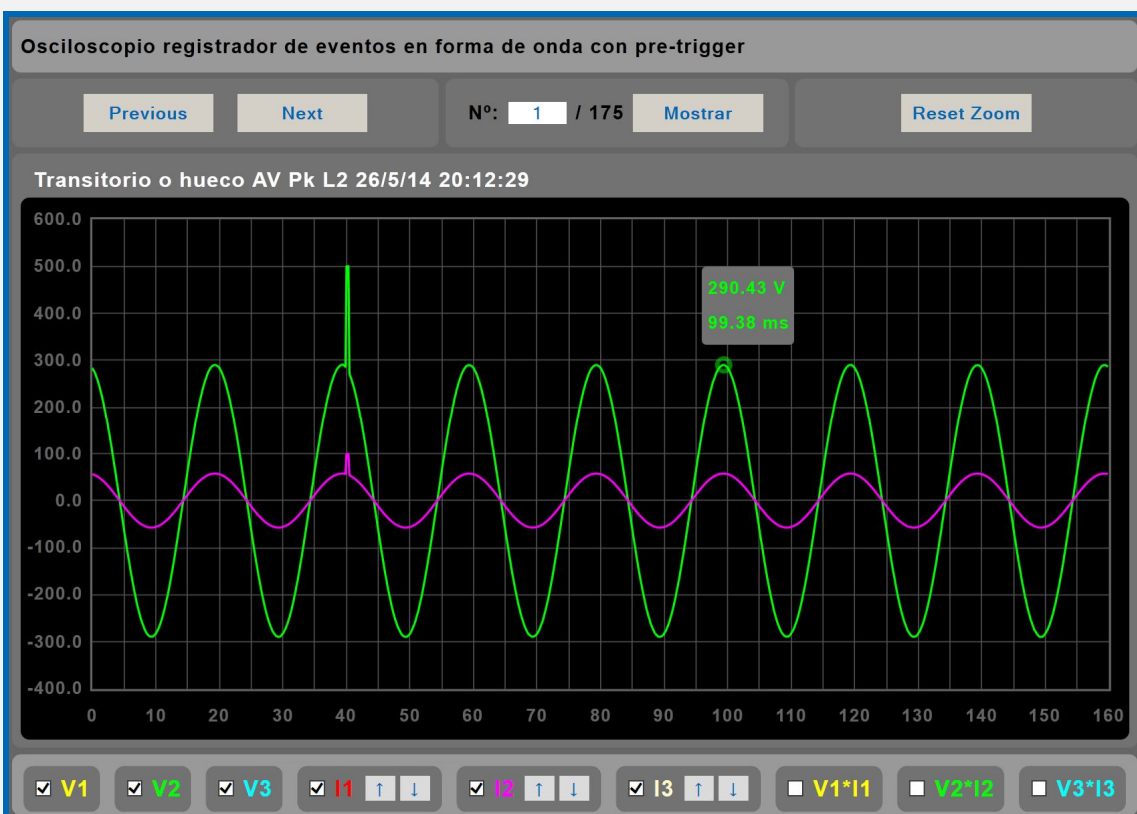 Osciloscopio registrador de eventos en forma de onda con pre-trigger
Previous Next Nº: 1 / 175 Mostrar Reset Zoom
Transitorio o hueco AV Pk L2 26/5/14 20:12:29
600.0
500.0
290.43 V
400.0
99.38 ms
300.0
200.0
100.0
0.0
-100.0
-200.0
-300.0
-400.0
0 10 20 30 40 50 60 70 80 90 100 110 120 130 140 150 160
V1 V2 V3 I1 ↑ ↓ I2 ↑ ↓ I3 ↑ ↓ V1*I1 V2*I2 V3*I3